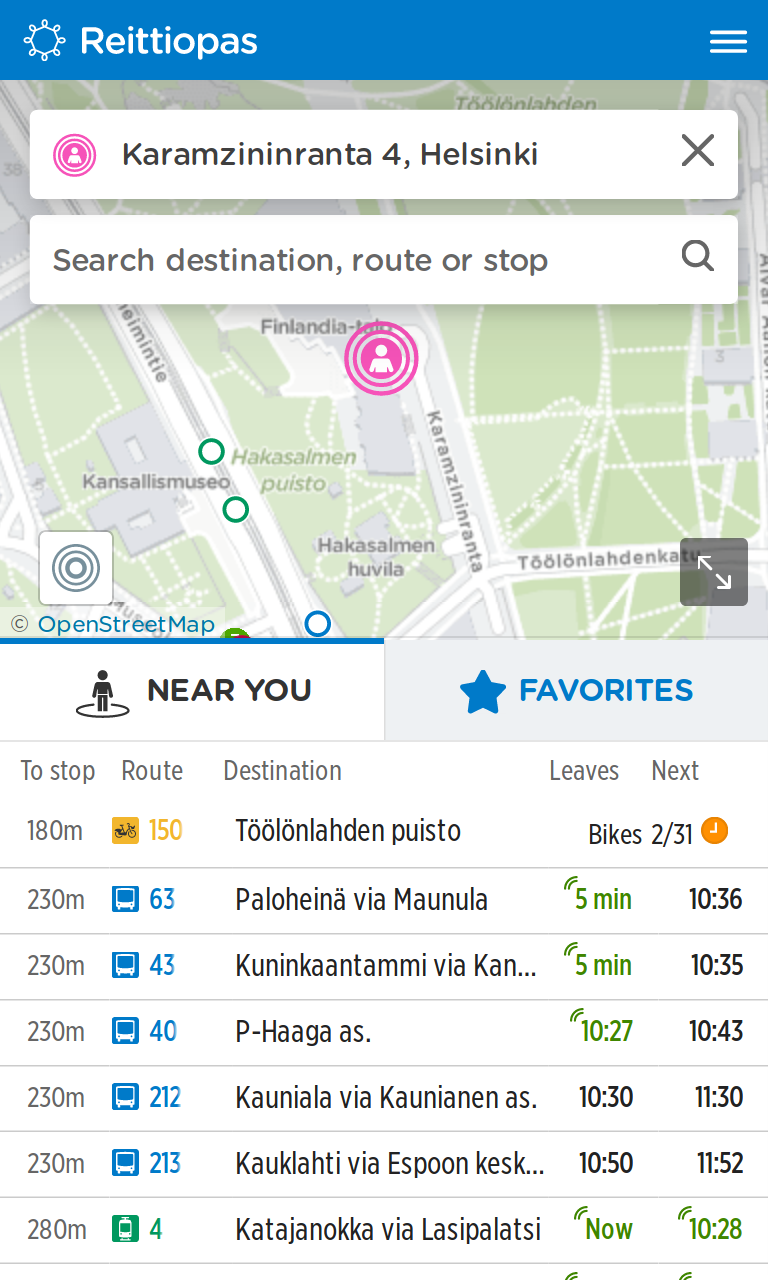 Reittiopas
Töölönlahden
38
Karamzininranta 4, Helsinki
Search destination, route or stop
Finlandia-talo
3
Karamzininranta
Hakasalmen
puisto
Kansallismuseo
Hakasalmen
huvila
Töölönlahdenkatu
© OpenStreetMap
NEAR YOU
FAVORITES
To stop Route Destination Leaves Next
180m 150 Töölönlahden puisto Bikes 2/31
230m 63 Paloheinä via Maunula 5 min 10:36
230m 43 Kuninkaantammi via Kan... 5 min 10:35
230m 40 P-Haaga as. 10:27 10:43
230m 212 Kauniala via Kaunianen as. 10:30 11:30
230m 213 Kauklahti via Espoon kesk... 10:50 11:52
280m 4 Katajanokka via Lasipalatsi Now 10:28